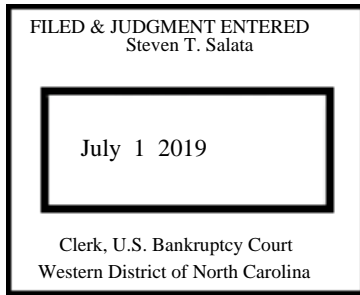 FILED & JUDGMENT ENTERED
Steven T. Salata
July 1 2019
Clerk, U.S. Bankruptcy Court
Western District of North Carolina